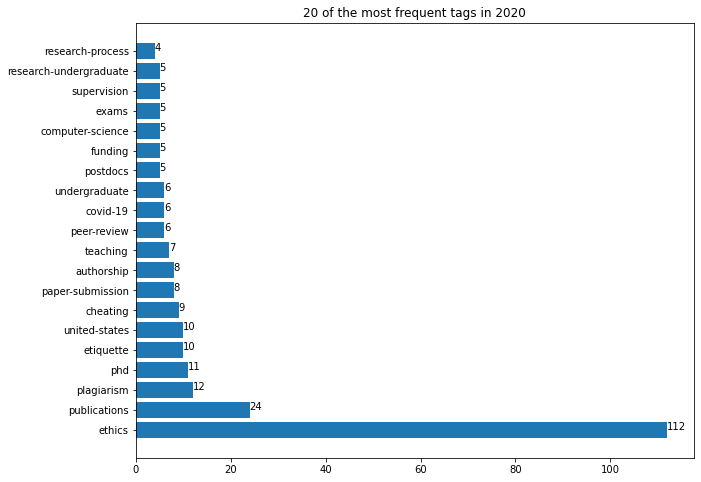 20 of the most frequent tags in 2020
research-process 4
research-undergraduate 5
supervision 5
exams 5
computer-science 5
funding 5
postdocs 5
undergraduate 6
covid-19 6
peer-review 6
teaching 7
authorship 8
paper-submission 8
cheating 9
united-states 10
etiquette 10
phd 11
plagiarism 12
publications 24
ethics 112
0 20 40 60 80 100